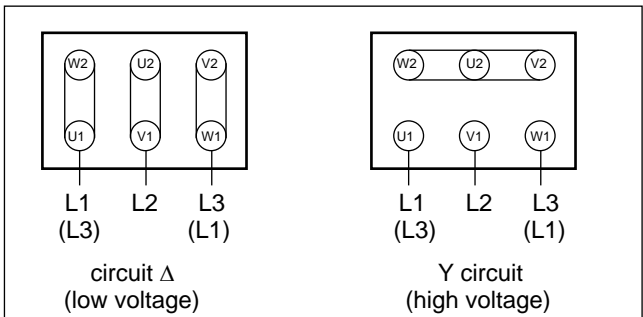 W2 U2 V2 W2 U2 V2
U1 V1 W1 U1 V1 W1
L1 L2 L3 L1 L2 L3
(L3) (L1) (L3) (L1)
circuit Δ Y circuit
(low voltage) (high voltage)